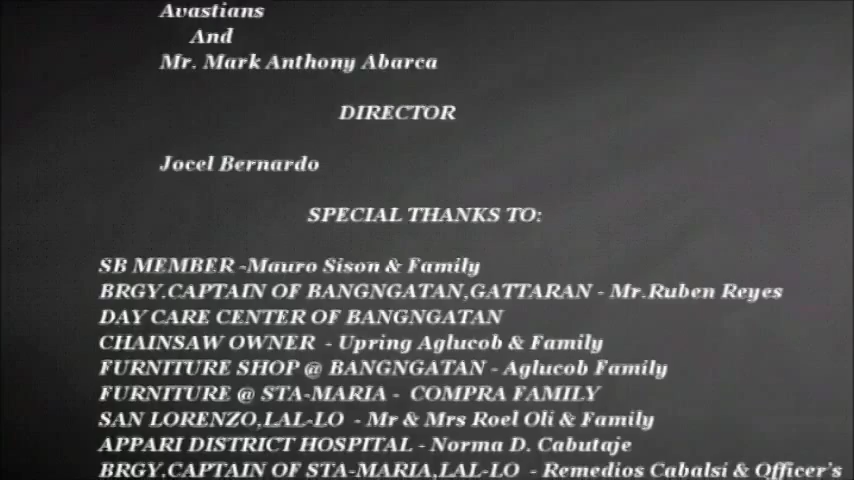 Avastians
And
Mr. Mark Anthony Abarca
DIRECTOR
Jocel Bernardo
SPECIAL THANKS TO:
SB MEMBER -Mauro Sison & Family
BRGY.CAPTAIN OF BANGNGATAN,GATTARAN - Mr.Ruben Reyes
DAY CARE CENTER OF BANGNGATAN
CHAINSAW OWNER - Upring Aglucob & Family
FURNITURE SHOP @ BANGNGATAN - Aglucob Family
FURNITURE @ STA-MARIA - COMPRA FAMILY
SAN LORENZO,LAL-LO - Mr & Mrs Roel Oli & Family
APPARI DISTRICT HOSPITAL - Norma D. Cabutaje
BRGY.CAPTAIN OF STA-MARIA,LAL-LO - Remedios Cabalsi & Officer's